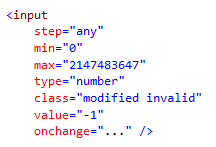 <input
step="any"
min="0"
max="2147483647"
type="number"
class="modified invalid"
value="-1"
onchange="..." />